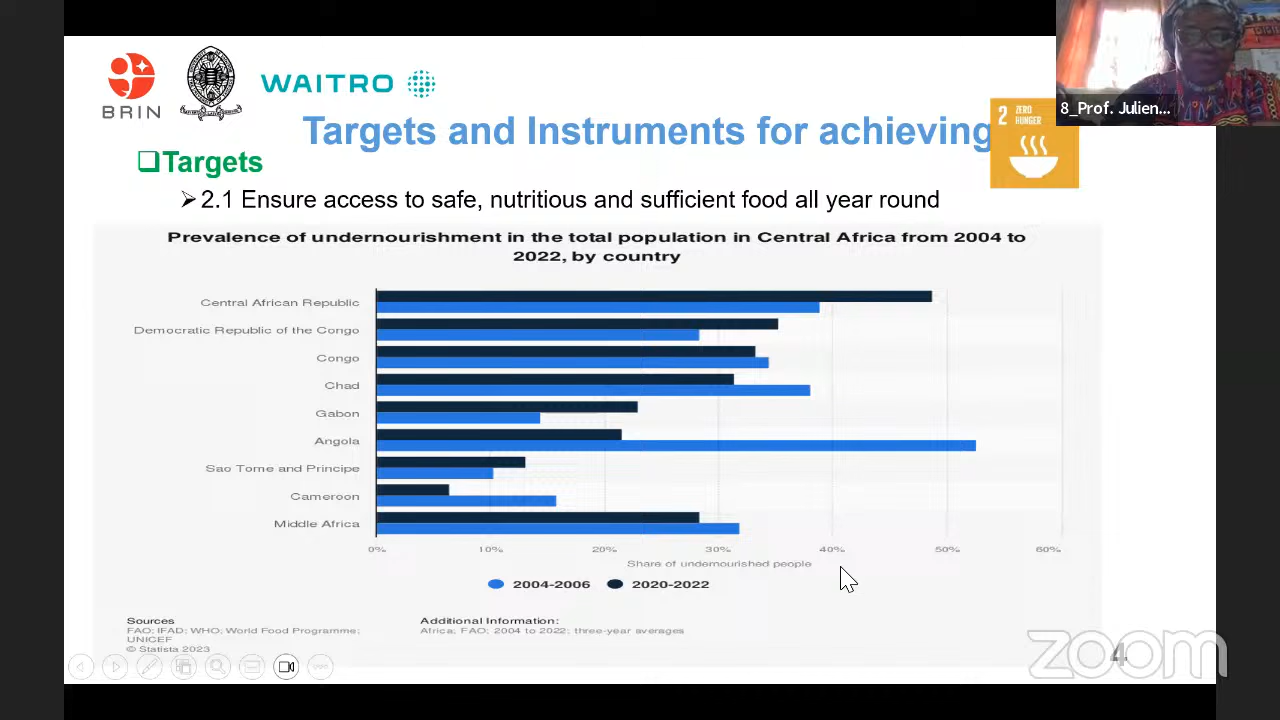 BRIN
WAITRO
8_Prof. Julien...
Targets and Instruments for achieving
2 ZERO
HUNGER
❑Targets
➢2.1 Ensure access to safe, nutritious and sufficient food all year round
Prevalence of undernourishment in the total population in Central Africa from 2004 to
2022, by country
Central African Republic
Democratic Republic of the Congo
Congo
Chad
Gabon
Angola
Sao Tome and Principe
Cameroon
Middle Africa
0% 10% 20% 30% 40% 50% 60%
Share of undernourished people
2004-2006 2020-2022
Sources
FAO; IFAD; WHO; World Food Programme;
UNICEF
© Statista 2023
Additional Information:
Africa; FAO; 2004 to 2022; three-year averages
4
zoom